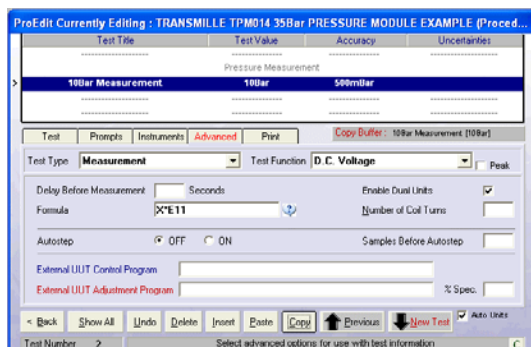 ProEdit Currently Editing : TRANSMILLE TPM014 35Bar PRESSURE MODULE EXAMPLE (Proced...
Test Title Test Value Accuracy Uncertainties
Pressure Measurement
> 10Bar Measurement 10Bar 500mBar
Test Prompts Instruments Advanced Print Copy Buffer : 10Bar Measurement [10Bar]
Test Type Measurement Test Function D.C. Voltage Peak
Delay Before Measurement Seconds Enable Dual Units
Formula X*E11 Number of Coil Turns
Autostep OFF ON Samples Before Autostep
External UUT Control Program
External UUT Adjustment Program % Spec.
< Back Show All Undo Delete Insert Paste Copy Previous New Test Auto Units
Test Number 2 Select advanced options for use with test information C